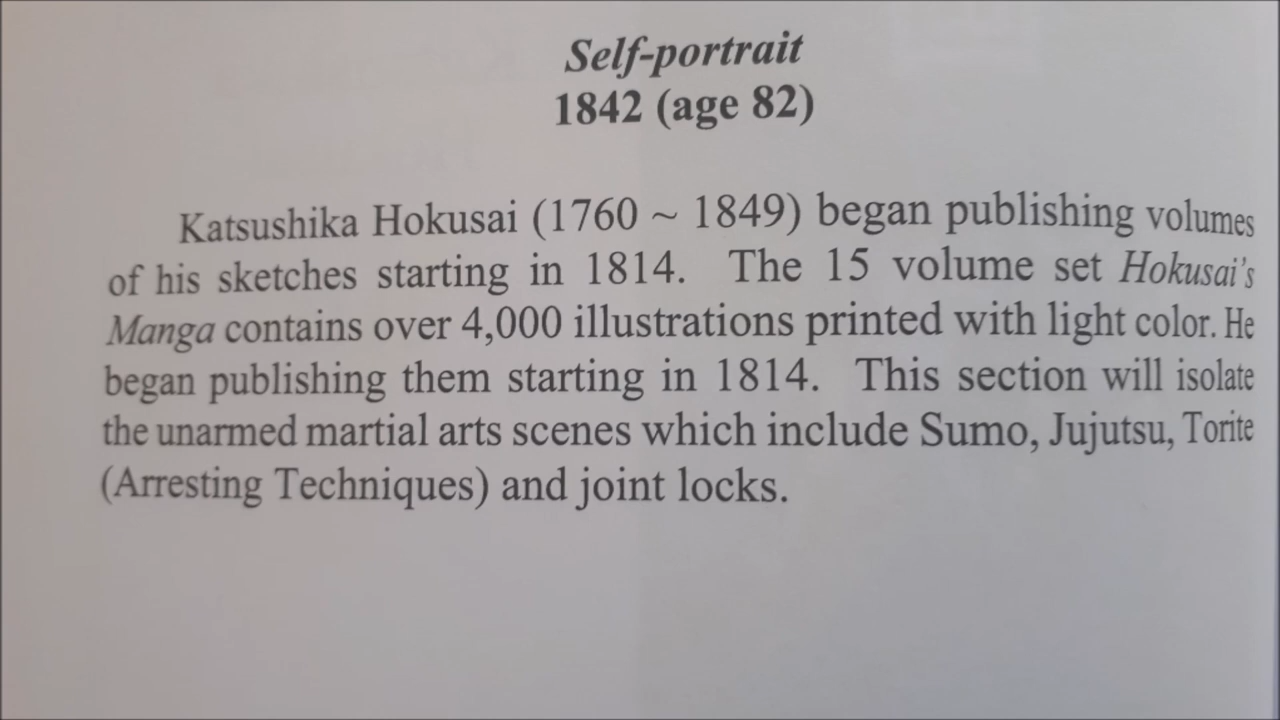 Self-portrait
1842 (age 82)
Katsushika Hokusai (1760 ~ 1849) began publishing volumes
of his sketches starting in 1814. The 15 volume set Hokusai's
Manga contains over 4,000 illustrations printed with light color. He
began publishing them starting in 1814. This section will isolate
the unarmed martial arts scenes which include Sumo, Jujutsu, Torite
(Arresting Techniques) and joint locks.